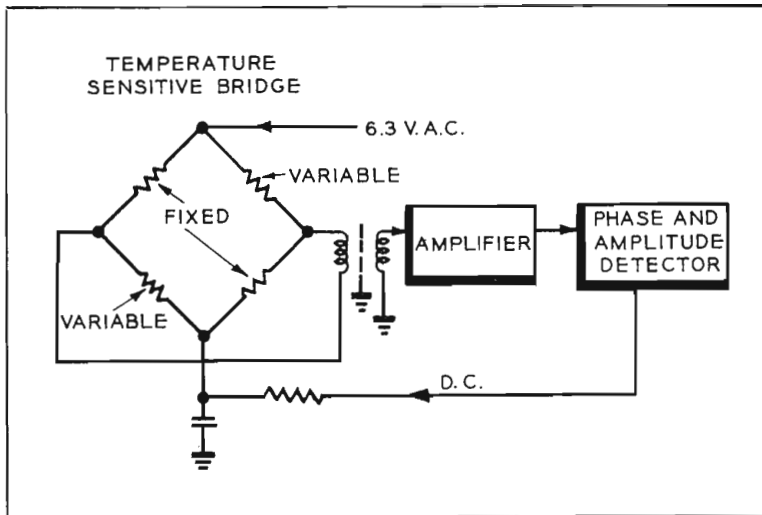 TEMPERATURE
SENSITIVE BRIDGE
6.3 V. A.C.
VARIABLE
FIXED
VARIABLE
AMPLIFIER
PHASE AND
AMPLITUDE
DETECTOR
D. C.